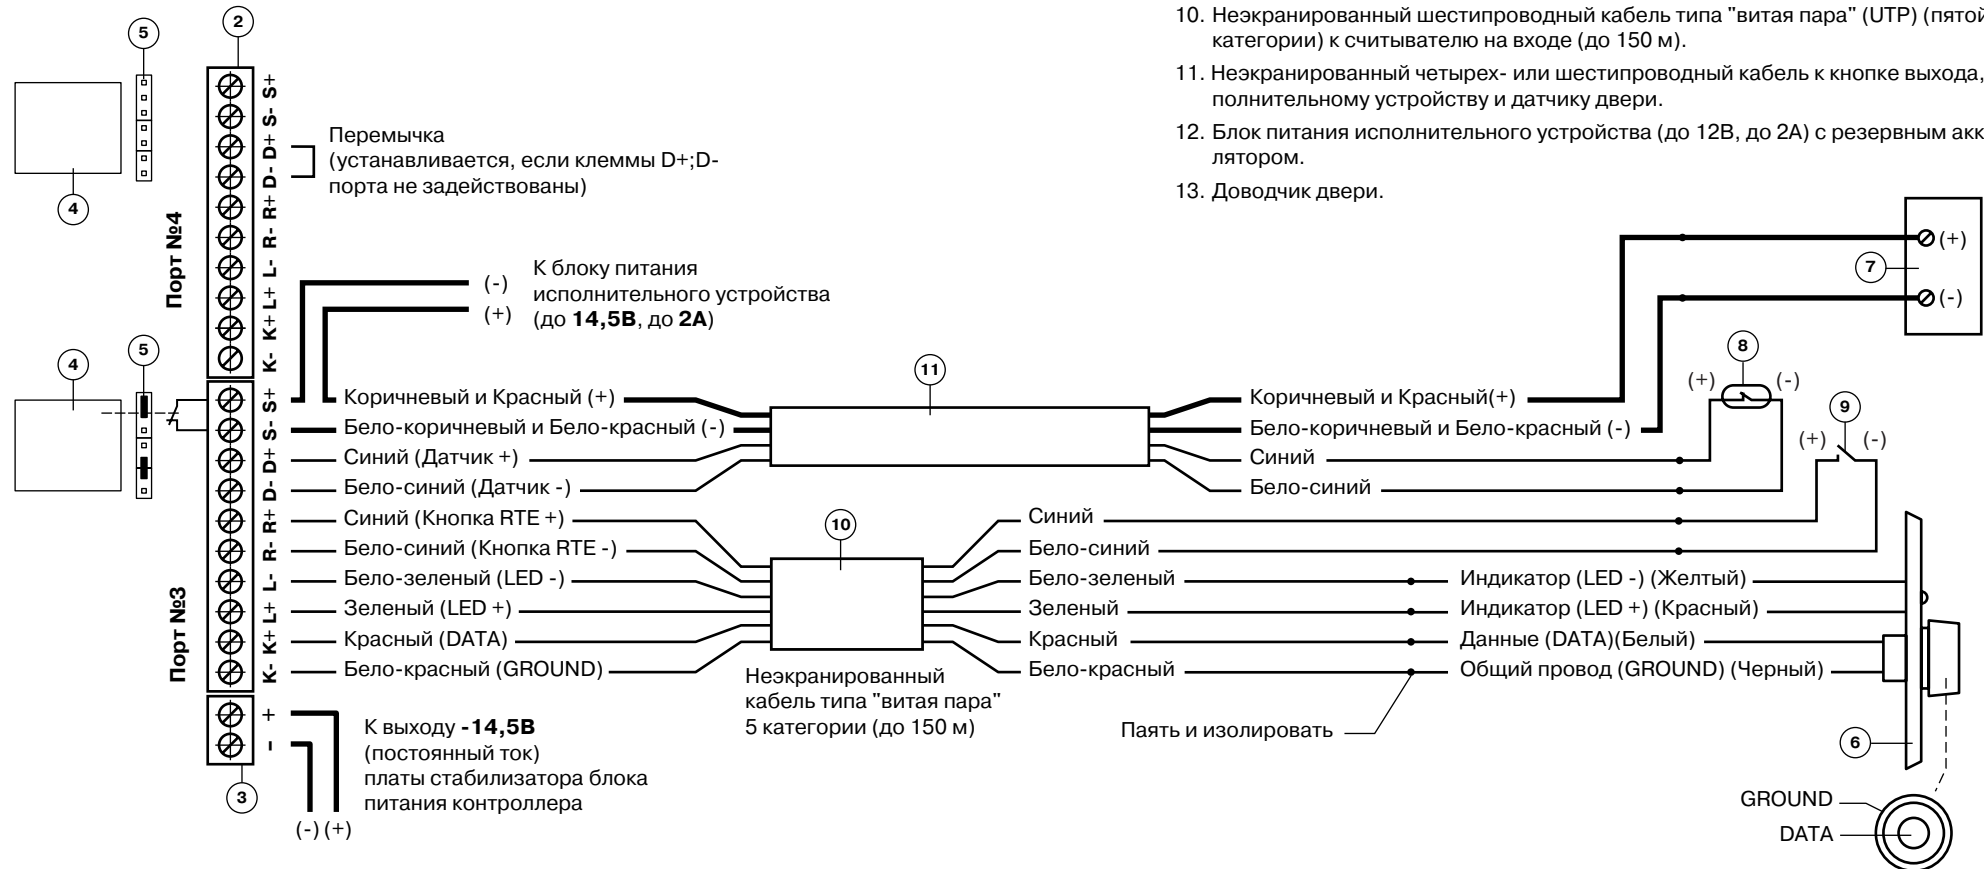 10. Неэкранированный шестипроводный кабель типа "витая пара" (UTP) (пятой
категории) к считывателю на входе (до 150 м).
11. Неэкранированный четырех- или шестипроводный кабель к кнопке выхода,
полнительному устройству и датчику двери.
12. Блок питания исполнительного устройства (до 12В, до 2А) с резервным акк
лятором.
13. Доводчик двери.
5
2
4
S+
S-
D+
D-
R+
R-
L-
L+
K+
K-
Порт №4
Перемычка
(устанавливается, если клеммы D+;D-
порта не задействованы)
(-)
(+)
К блоку питания
исполнительного устройства
(до 14,5В, до 2А)
7
(+)
(-)
4
5
S+
S-
D+
D-
R+
R-
L-
L+
K+
K-
Порт №3
Коричневый и Красный (+)
Бело-коричневый и Бело-красный (-)
Синий (Датчик +)
Бело-синий (Датчик -)
Синий (Кнопка RTE +)
Бело-синий (Кнопка RTE -)
Бело-зеленый (LED -)
Зеленый (LED +)
Красный (DATA)
Бело-красный (GROUND)
11
Коричневый и Красный(+)
Бело-коричневый и Бело-красный (-)
Синий
Бело-синий
8
(+)
(-)
9
(+)
(-)
10
Синий
Бело-синий
Бело-зеленый
Зеленый
Красный
Бело-красный
Индикатор (LED -) (Желтый)
Индикатор (LED +) (Красный)
Данные (DATA)(Белый)
Общий провод (GROUND) (Черный)
Неэкранированный
кабель типа "витая пара"
5 категории (до 150 м)
Паять и изолировать
+
-
3
(-) (+)
К выходу -14,5В
(постоянный ток)
платы стабилизатора блока
питания контроллера
6
GROUND
DATA